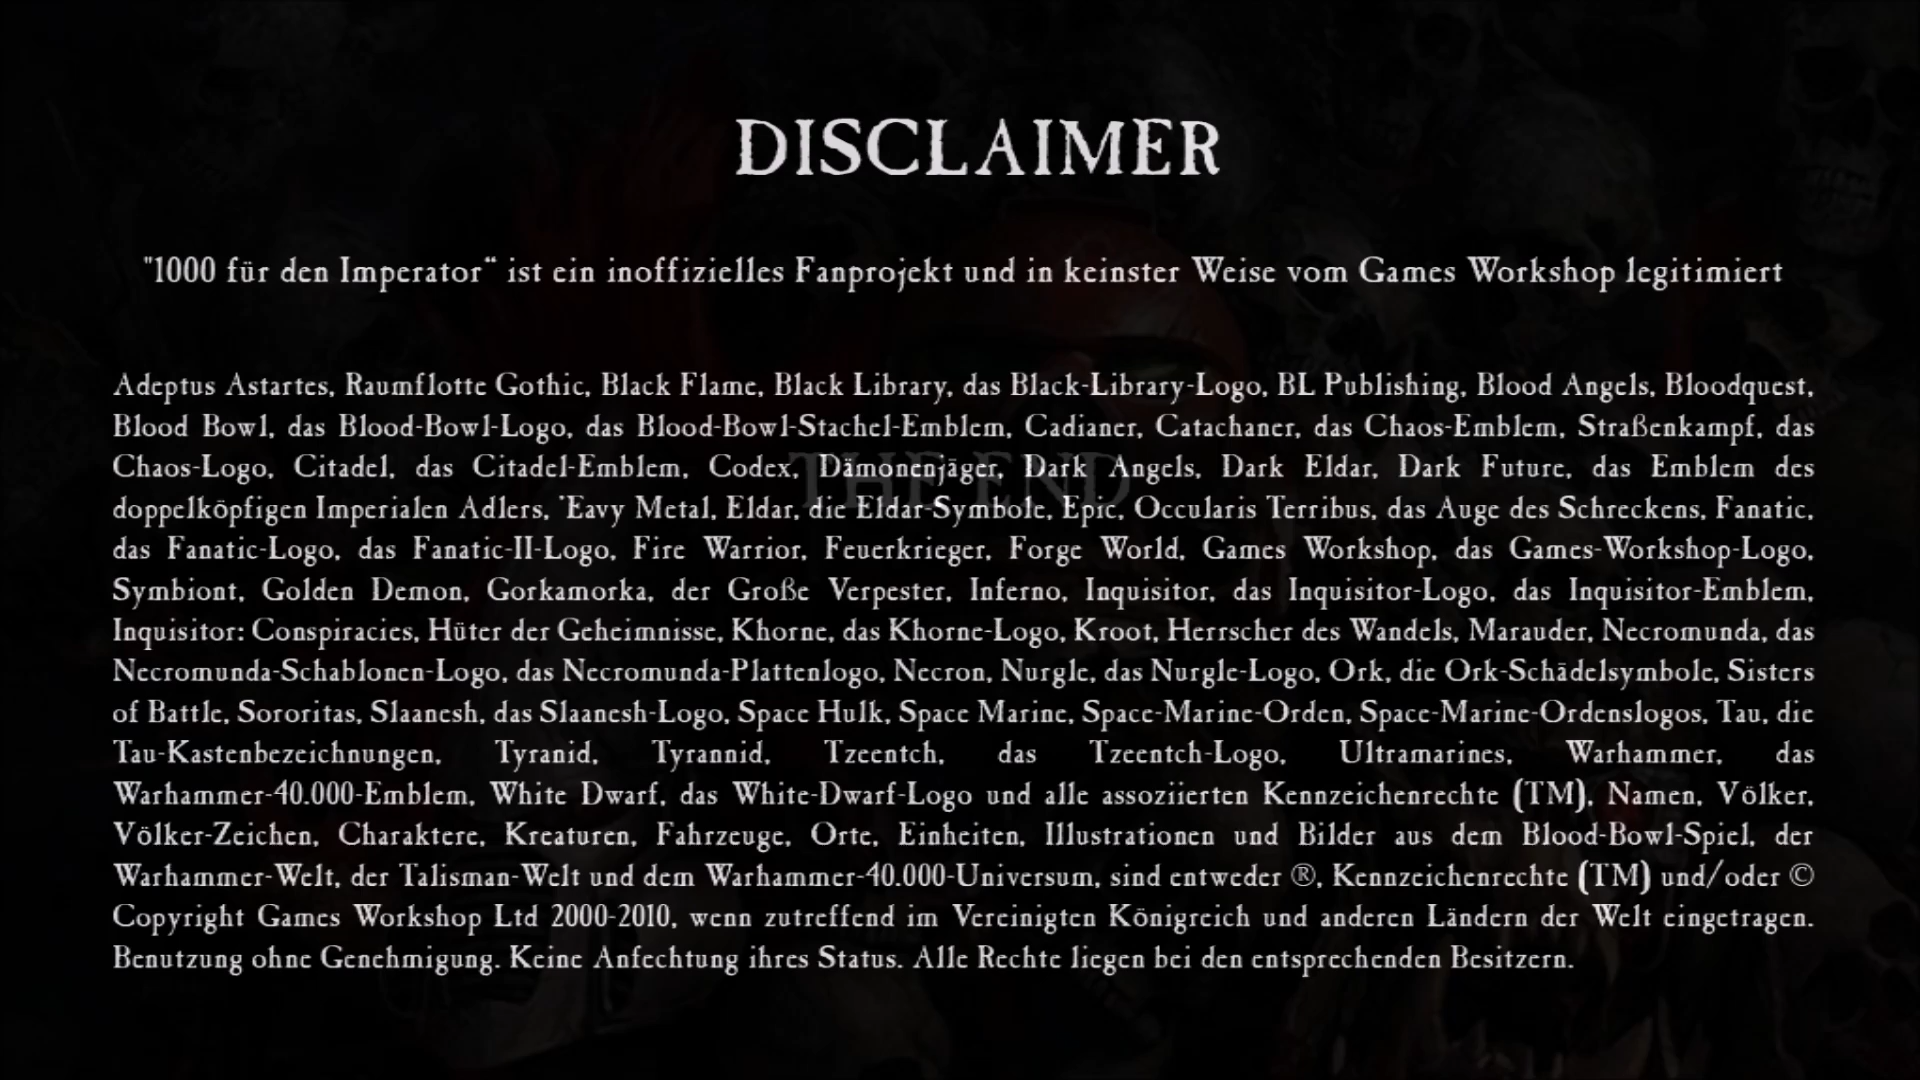 DISCLAIMER
"1000 für den Imperator“ ist ein inoffizielles Fanprojekt und in keinster Weise vom Games Workshop legitimiert
Adeptus Astartes, Raumflotte Gothic, Black Flame, Black Library, das Black-Library-Logo, BL Publishing, Blood Angels, Bloodquest,
Blood Bowl, das Blood-Bowl-Logo, das Blood-Bowl-Stachel-Emblem, Cadianer, Catachaner, das Chaos-Emblem, Straßenkampf, das
Chaos-Logo, Citadel, das Citadel-Emblem, Codex, Dämonenjäger, Dark Angels, Dark Eldar, Dark Future, das Emblem des
THE END
doppelköpfigen Imperialen Adlers, 'Eavy Metal, Eldar, die Eldar-Symbole, Epic, Occularis Terribus, das Auge des Schreckens, Fanatic,
das Fanatic-Logo, das Fanatic-II-Logo, Fire Warrior, Feuerkrieger, Forge World, Games Workshop, das Games-Workshop-Logo,
Symbiont, Golden Demon, Gorkamorka, der Große Verpester, Inferno, Inquisitor, das Inquisitor-Logo, das Inquisitor-Emblem,
Inquisitor: Conspiracies, Hüter der Geheimnisse, Khorne, das Khorne-Logo, Kroot, Herrscher des Wandels, Marauder, Necromunda, das
Necromunda-Schablonen-Logo, das Necromunda-Plattenlogo, Necron, Nurgle, das Nurgle-Logo, Ork, die Ork-Schädelsymbole, Sisters
of Battle, Sororitas, Slaanesh, das Slaanesh-Logo, Space Hulk, Space Marine, Space-Marine-Orden, Space-Marine-Ordenslogos, Tau, die
Tau-Kastenbezeichnungen, Tyranid, Tyrannid, Tzeentch, das Tzeentch-Logo, Ultramarines, Warhammer, das
Warhammer-40.000-Emblem, White Dwarf, das White-Dwarf-Logo und alle assoziierten Kennzeichenrechte (TM), Namen, Völker,
Völker-Zeichen, Charaktere, Kreaturen, Fahrzeuge, Orte, Einheiten, Illustrationen und Bilder aus dem Blood-Bowl-Spiel, der
Warhammer-Welt, der Talisman-Welt und dem Warhammer-40.000-Universum, sind entweder ®, Kennzeichenrechte (TM) und/oder ©
Copyright Games Workshop Ltd 2000-2010, wenn zutreffend im Vereinigten Königreich und anderen Ländern der Welt eingetragen.
Benutzung ohne Genehmigung. Keine Anfechtung ihres Status. Alle Rechte liegen bei den entsprechenden Besitzern.